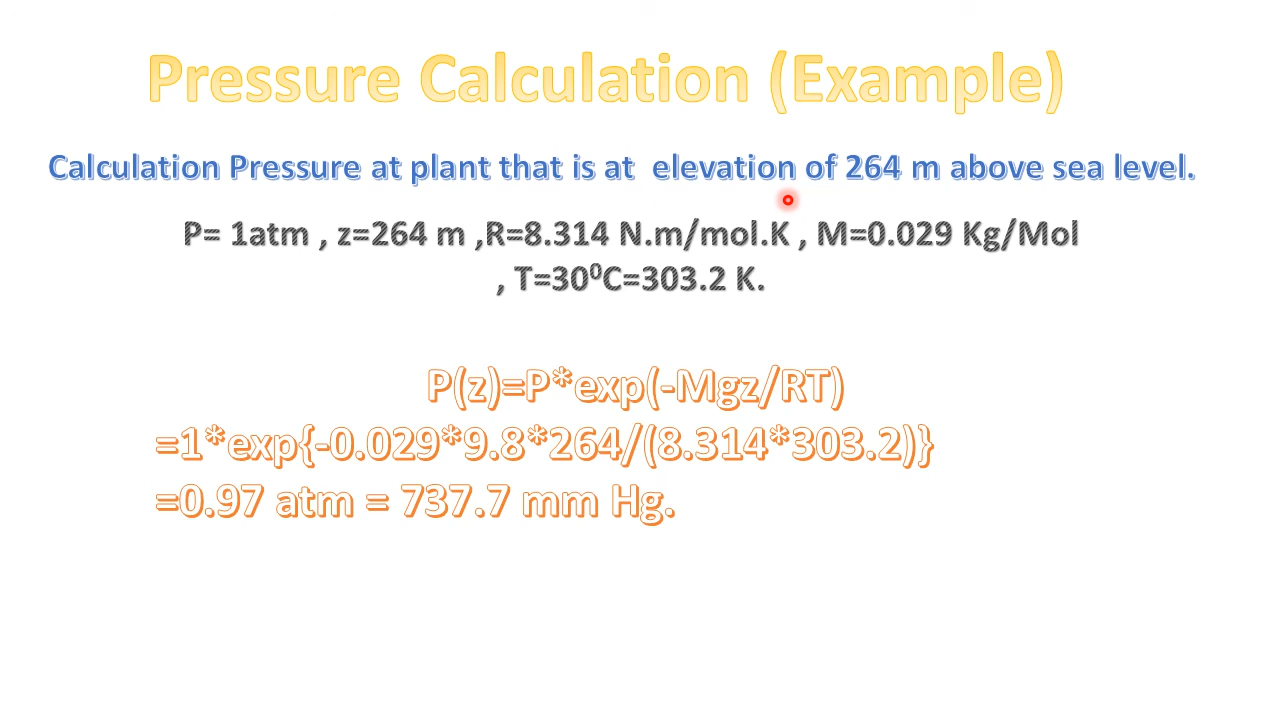 Pressure Calculation (Example)
Calculation Pressure at plant that is at  elevation of 264 m above sea level.
P= 1atm , z=264 m ,R=8.314 N.m/mol.K , M=0.029 Kg/Mol
, T=30⁰C=303.2 K.
P(z)=P*exp(-Mgz/RT)
=1*exp{-0.029*9.8*264/(8.314*303.2)}
=0.97 atm = 737.7 mm Hg.